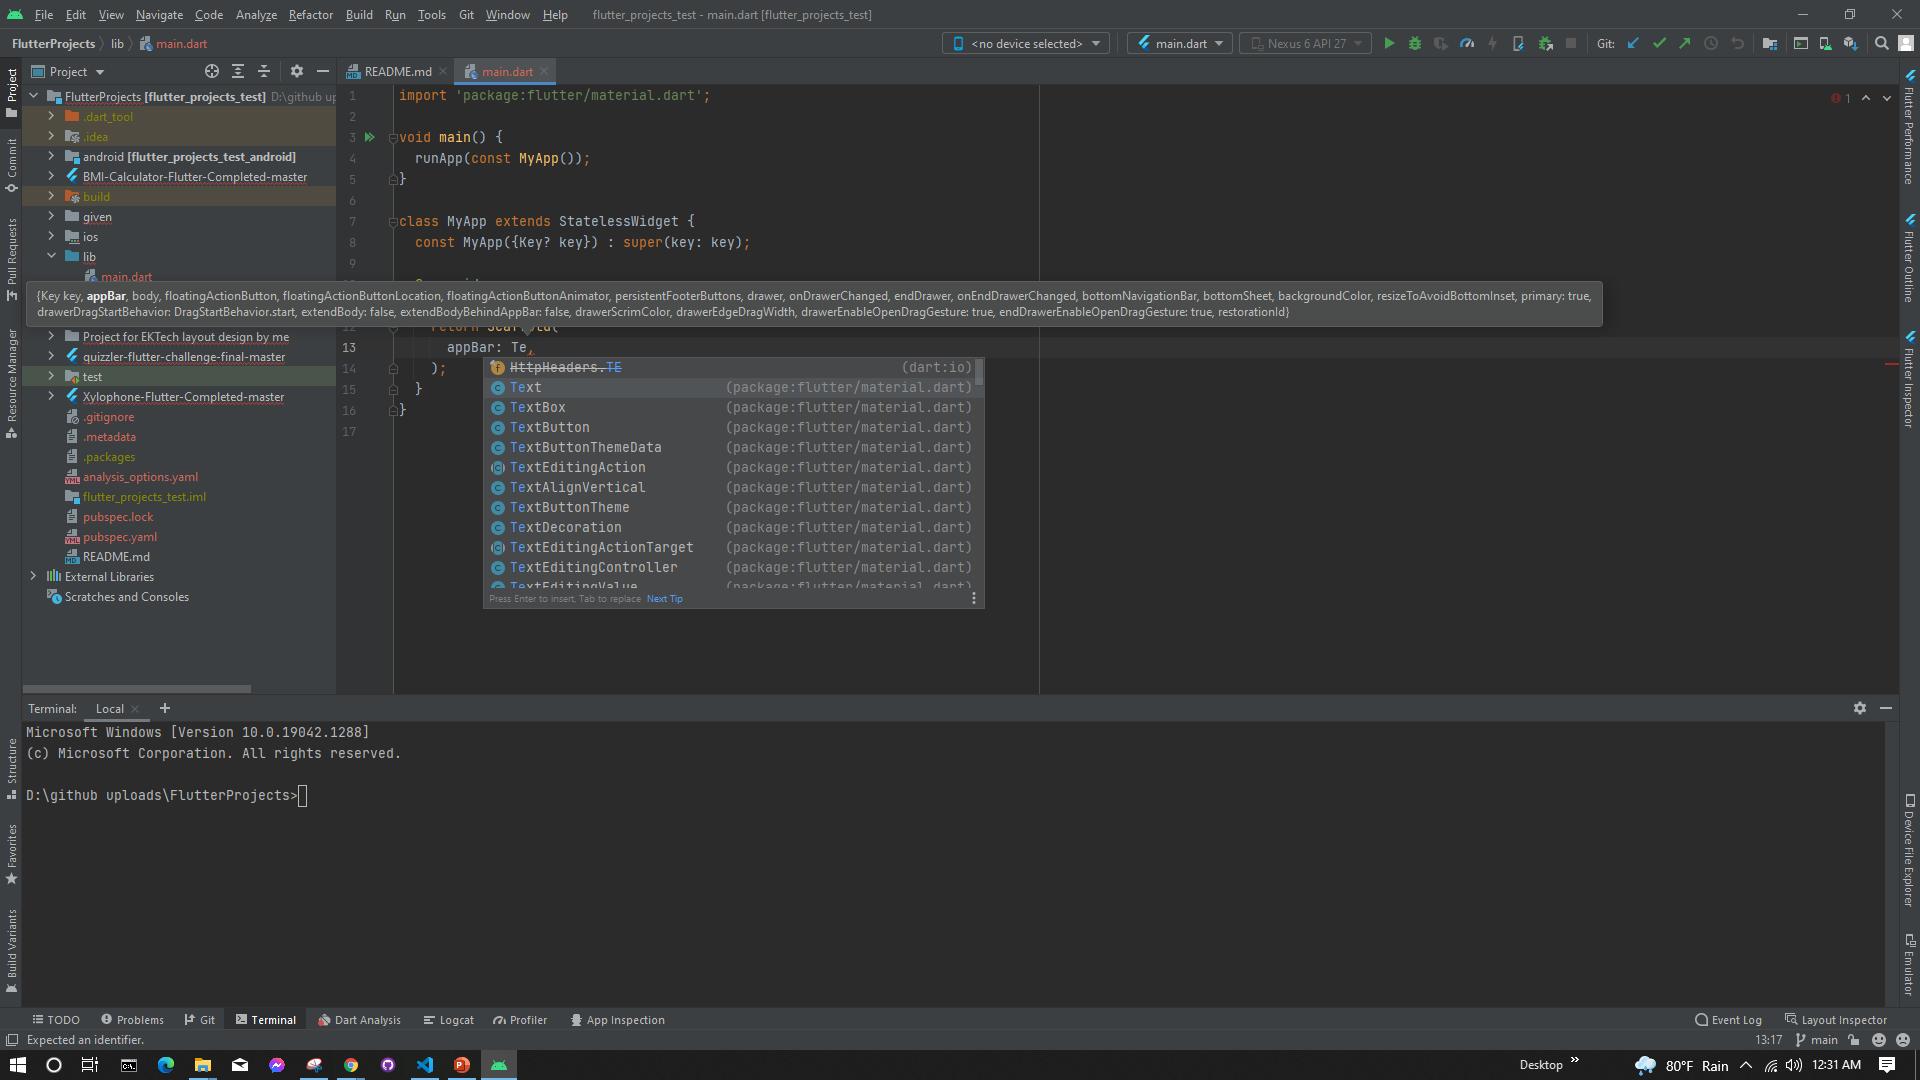 File Edit View Navigate Code Analyze Refactor Build Run Tools Git Window Help flutter_projects_test - main.dart [flutter_projects_test]
FlutterProjects lib main.dart
<no device selected> main.dart Nexus 6 API 27 Git:
Project
README.md main.dart
FlutterProjects [flutter_projects_test] D:\github up
.dart_tool
.idea
android [flutter_projects_test_android]
BMI-Calculator-Flutter-Completed-master
build
given
ios
lib
main.dart
Project for EKTech layout design by me
quizzler-flutter-challenge-final-master
test
Xylophone-Flutter-Completed-master
.gitignore
.metadata
.packages
analysis_options.yaml
flutter_projects_test.iml
pubspec.lock
pubspec.yaml
README.md
External Libraries
Scratches and Consoles
1 import 'package:flutter/material.dart';
2
3 void main() {
4 runApp(const MyApp());
5 }
6
7 class MyApp extends StatelessWidget {
8 const MyApp({Key? key}) : super(key: key);
9
{Key key, appBar, body, floatingActionButton, floatingActionButtonLocation, floatingActionButtonAnimator, persistentFooterButtons, drawer, onDrawerChanged, endDrawer, onEndDrawerChanged, bottomNavigationBar, bottomSheet, backgroundColor, resizeToAvoidBottomInset, primary: true,
drawerDragStartBehavior: DragStartBehavior.start, extendBody: false, extendBodyBehindAppBar: false, drawerScrimColor, drawerEdgeDragWidth, drawerEnableOpenDragGesture: true, endDrawerEnableOpenDragGesture: true, restorationId}
12 return Scaffold(
13 appBar: Te,
14 );
15 }
16 }
17
HttpHeaders.TE (dart:io)
Text (package:flutter/material.dart)
TextBox (package:flutter/material.dart)
TextButton (package:flutter/material.dart)
TextButtonThemeData (package:flutter/material.dart)
TextEditingAction (package:flutter/material.dart)
TextAlignVertical (package:flutter/material.dart)
TextButtonTheme (package:flutter/material.dart)
TextDecoration (package:flutter/material.dart)
TextEditingActionTarget (package:flutter/material.dart)
TextEditingController (package:flutter/material.dart)
TextEditingValue (package:flutter/material.dart)
Press Enter to insert, Tab to replace Next Tip
1
Project
Commit
Pull Requests
Resource Manager
Structure
Favorites
Build Variants
Flutter Performance
Flutter Outline
Flutter Inspector
Device File Explorer
Emulator
Terminal: Local
Microsoft Windows [Version 10.0.19042.1288]
(c) Microsoft Corporation. All rights reserved.
D:\github uploads\FlutterProjects>
TODO Problems Git Terminal Dart Analysis Logcat Profiler App Inspection Event Log Layout Inspector
Expected an identifier. 13:17 main
Desktop 80°F Rain 12:31 AM